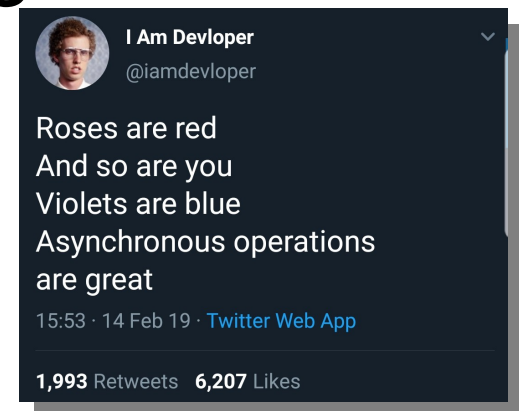 I Am Devloper
@iamdevloper
Roses are red
And so are you
Violets are blue
Asynchronous operations
are great
15:53 · 14 Feb 19 · Twitter Web App
1,993 Retweets 6,207 Likes